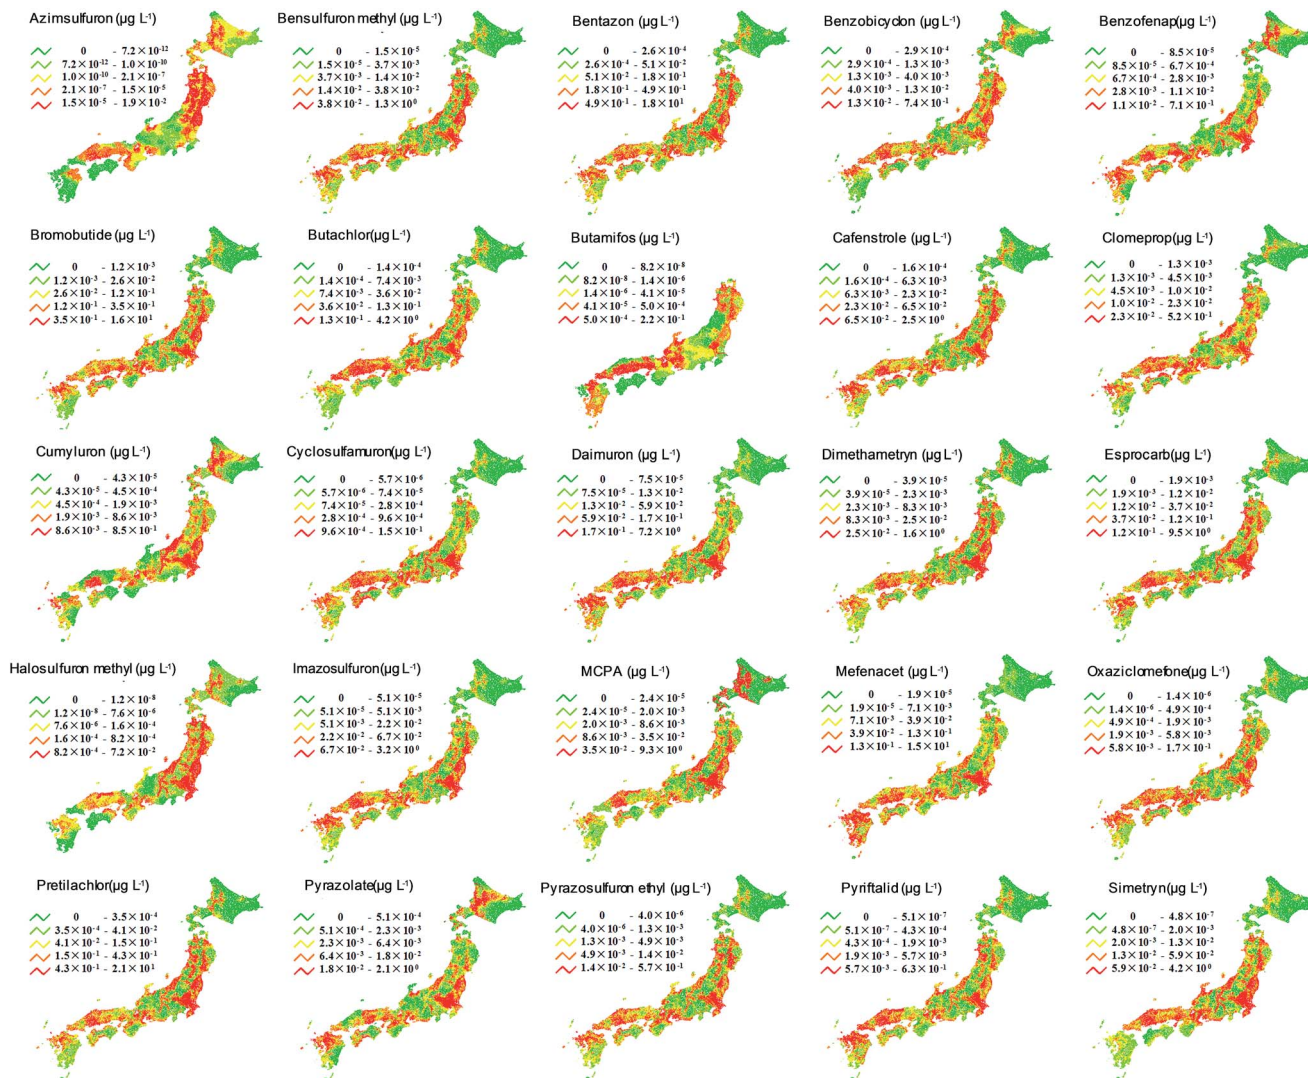 Azimsulfuron (μg L⁻¹)
0 - 7.2×10⁻¹²
7.2×10⁻¹² - 1.0×10⁻¹⁰
1.0×10⁻¹⁰ - 2.1×10⁻⁷
2.1×10⁻⁷ - 1.5×10⁻⁵
1.5×10⁻⁵ - 1.9×10⁻²
Bensulfuron methyl (μg L⁻¹)
0 - 1.5×10⁻⁵
1.5×10⁻⁵ - 3.7×10⁻³
3.7×10⁻³ - 1.4×10⁻²
1.4×10⁻² - 3.8×10⁻²
3.8×10⁻² - 1.3×10⁰
Bentazon (μg L⁻¹)
0 - 2.6×10⁻⁴
2.6×10⁻⁴ - 5.1×10⁻²
5.1×10⁻² - 1.8×10⁻¹
1.8×10⁻¹ - 4.9×10⁻¹
4.9×10⁻¹ - 1.8×10¹
Benzobicyclon (μg L⁻¹)
0 - 2.9×10⁻⁴
2.9×10⁻⁴ - 1.3×10⁻³
1.3×10⁻³ - 4.0×10⁻³
4.0×10⁻³ - 1.3×10⁻²
1.3×10⁻² - 7.4×10⁻¹
Benzofenap(μg L⁻¹)
0 - 8.5×10⁻⁵
8.5×10⁻⁵ - 6.7×10⁻⁴
6.7×10⁻⁴ - 2.8×10⁻³
2.8×10⁻³ - 1.1×10⁻²
1.1×10⁻² - 7.1×10⁻¹
Bromobutide (μg L⁻¹)
0 - 1.2×10⁻³
1.2×10⁻³ - 2.6×10⁻²
2.6×10⁻² - 1.2×10⁻¹
1.2×10⁻¹ - 3.5×10⁻¹
3.5×10⁻¹ - 1.6×10¹
Butachlor(μg L⁻¹)
0 - 1.4×10⁻⁴
1.4×10⁻⁴ - 7.4×10⁻³
7.4×10⁻³ - 3.6×10⁻²
3.6×10⁻² - 1.3×10⁻¹
1.3×10⁻¹ - 4.2×10⁰
Butamifos (μg L⁻¹)
0 - 8.2×10⁻⁸
8.2×10⁻⁸ - 1.4×10⁻⁶
1.4×10⁻⁶ - 4.1×10⁻⁵
4.1×10⁻⁵ - 5.0×10⁻⁴
5.0×10⁻⁴ - 2.2×10⁻¹
Cafenstrole (μg L⁻¹)
0 - 1.6×10⁻⁴
1.6×10⁻⁴ - 6.3×10⁻³
6.3×10⁻³ - 2.3×10⁻²
2.3×10⁻² - 6.5×10⁻²
6.5×10⁻² - 2.5×10⁰
Clomeprop(μg L⁻¹)
0 - 1.3×10⁻³
1.3×10⁻³ - 4.5×10⁻³
4.5×10⁻³ - 1.0×10⁻²
1.0×10⁻² - 2.3×10⁻²
2.3×10⁻² - 5.2×10⁻¹
Cumyluron (μg L⁻¹)
0 - 4.3×10⁻⁵
4.3×10⁻⁵ - 4.5×10⁻⁴
4.5×10⁻⁴ - 1.9×10⁻³
1.9×10⁻³ - 8.6×10⁻³
8.6×10⁻³ - 8.5×10⁻¹
Cyclosulfamuron(μg L⁻¹)
0 - 5.7×10⁻⁶
5.7×10⁻⁶ - 7.4×10⁻⁵
7.4×10⁻⁵ - 2.8×10⁻⁴
2.8×10⁻⁴ - 9.6×10⁻⁴
9.6×10⁻⁴ - 1.5×10⁻¹
Daimuron (μg L⁻¹)
0 - 7.5×10⁻⁵
7.5×10⁻⁵ - 1.3×10⁻²
1.3×10⁻² - 5.9×10⁻²
5.9×10⁻² - 1.7×10⁻¹
1.7×10⁻¹ - 7.2×10⁰
Dimethametryn (μg L⁻¹)
0 - 3.9×10⁻⁵
3.9×10⁻⁵ - 2.3×10⁻³
2.3×10⁻³ - 8.3×10⁻³
8.3×10⁻³ - 2.5×10⁻²
2.5×10⁻² - 1.6×10⁰
Esprocarb(μg L⁻¹)
0 - 1.9×10⁻³
1.9×10⁻³ - 1.2×10⁻²
1.2×10⁻² - 3.7×10⁻²
3.7×10⁻² - 1.2×10⁻¹
1.2×10⁻¹ - 9.5×10⁰
Halosulfuron methyl (μg L⁻¹)
0 - 1.2×10⁻⁸
1.2×10⁻⁸ - 7.6×10⁻⁶
7.6×10⁻⁶ - 1.6×10⁻⁴
1.6×10⁻⁴ - 8.2×10⁻⁴
8.2×10⁻⁴ - 7.2×10⁻²
Imazosulfuron(μg L⁻¹)
0 - 5.1×10⁻⁵
5.1×10⁻⁵ - 5.1×10⁻³
5.1×10⁻³ - 2.2×10⁻²
2.2×10⁻² - 6.7×10⁻²
6.7×10⁻² - 3.2×10⁰
MCPA (μg L⁻¹)
0 - 2.4×10⁻⁵
2.4×10⁻⁵ - 2.0×10⁻³
2.0×10⁻³ - 8.6×10⁻³
8.6×10⁻³ - 3.5×10⁻²
3.5×10⁻² - 9.3×10⁰
Mefenacet (μg L⁻¹)
0 - 1.9×10⁻⁵
1.9×10⁻⁵ - 7.1×10⁻³
7.1×10⁻³ - 3.9×10⁻²
3.9×10⁻² - 1.3×10⁻¹
1.3×10⁻¹ - 1.5×10¹
Oxaziclomefone(μg L⁻¹)
0 - 1.4×10⁻⁶
1.4×10⁻⁶ - 4.9×10⁻⁴
4.9×10⁻⁴ - 1.9×10⁻³
1.9×10⁻³ - 5.8×10⁻³
5.8×10⁻³ - 1.7×10⁻¹
Pretilachlor (μg L⁻¹)
0 - 3.5×10⁻⁴
3.5×10⁻⁴ - 4.1×10⁻²
4.1×10⁻² - 1.5×10⁻¹
1.5×10⁻¹ - 4.3×10⁻¹
4.3×10⁻¹ - 2.1×10¹
Pyrazolate(μg L⁻¹)
0 - 5.1×10⁻⁴
5.1×10⁻⁴ - 2.3×10⁻³
2.3×10⁻³ - 6.4×10⁻³
6.4×10⁻³ - 1.8×10⁻²
1.8×10⁻² - 2.1×10⁰
Pyrazosulfuron ethyl (μg L⁻¹)
0 - 4.0×10⁻⁶
4.0×10⁻⁶ - 1.3×10⁻³
1.3×10⁻³ - 4.9×10⁻³
4.9×10⁻³ - 1.4×10⁻²
1.4×10⁻² - 5.7×10⁻¹
Pyriftalid (μg L⁻¹)
0 - 5.1×10⁻⁷
5.1×10⁻⁷ - 4.3×10⁻⁴
4.3×10⁻⁴ - 1.9×10⁻³
1.9×10⁻³ - 5.7×10⁻³
5.7×10⁻³ - 6.3×10⁻¹
Simetryn (μg L⁻¹)
0 - 4.8×10⁻⁷
4.8×10⁻⁷ - 2.0×10⁻³
2.0×10⁻³ - 1.3×10⁻²
1.3×10⁻² - 5.9×10⁻²
5.9×10⁻² - 4.2×10⁰